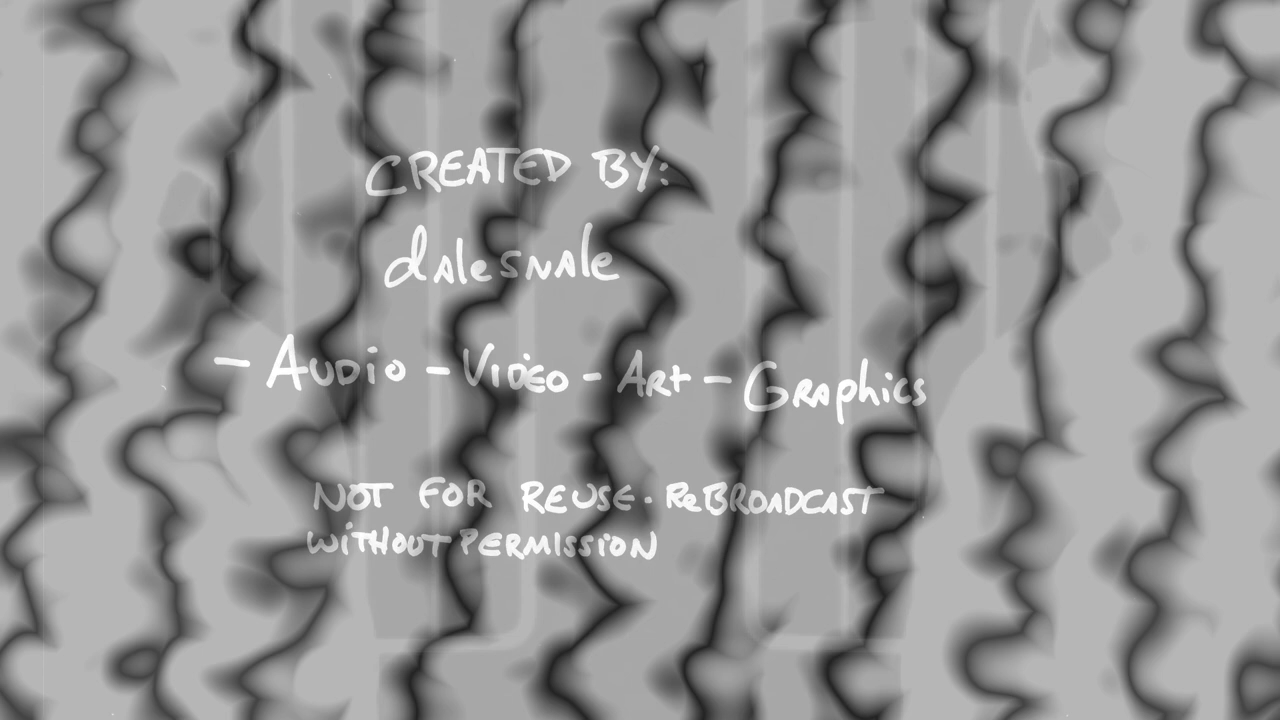 CREATED BY:
dAleSNAle
- AUDiO - ViDEO - ARt - GRAphics
NOT FOR REUSE. ReBROADCAST
WiTHOUT PERMISSiON